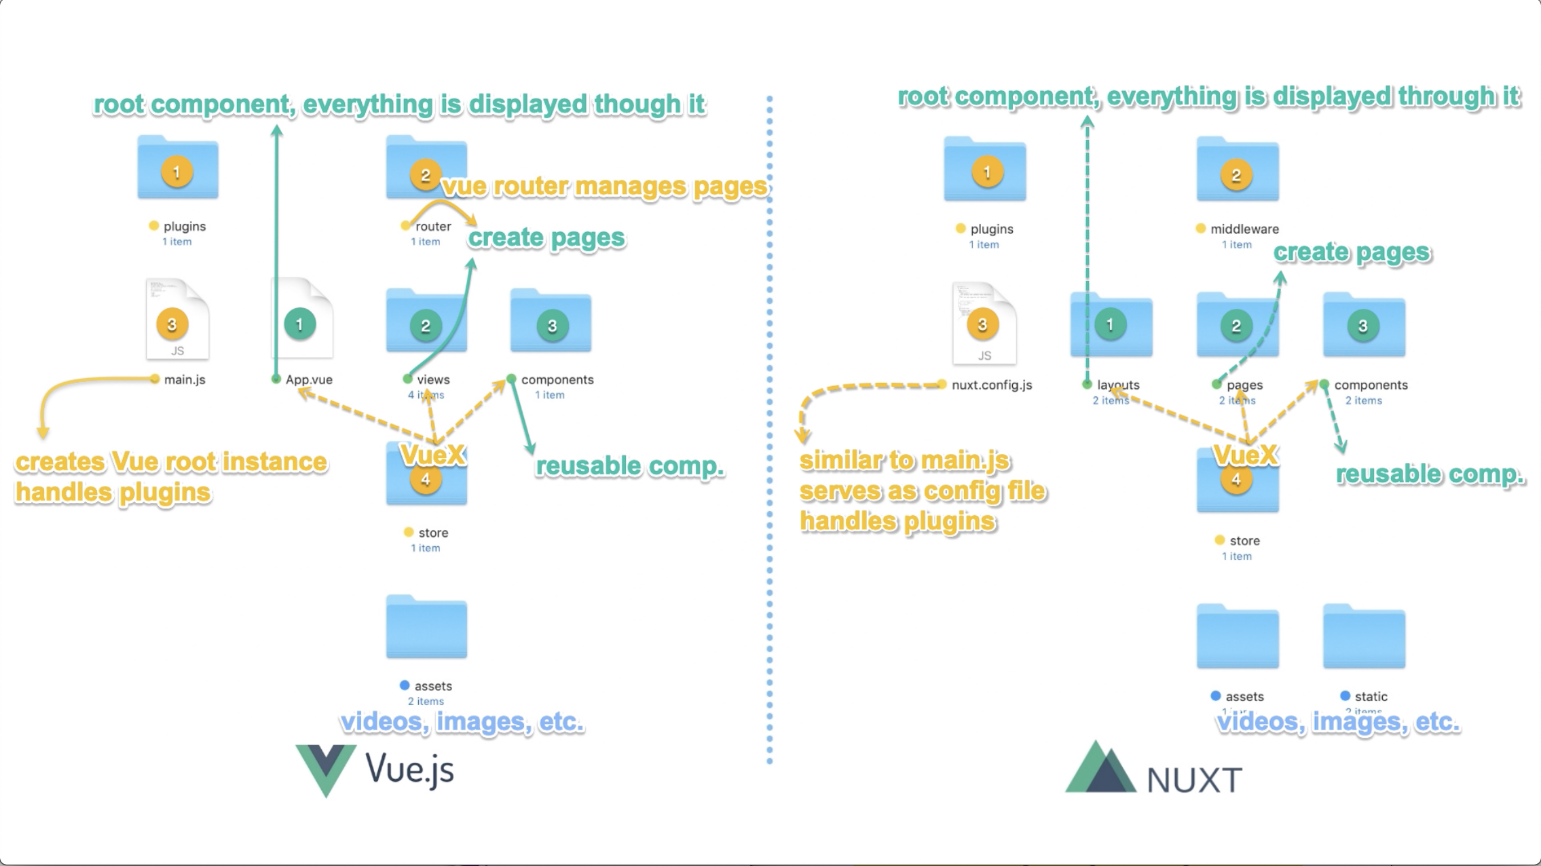 root component, everything is displayed though it
1
2
vue router manages pages
plugins
1 item
router
1 item
create pages
3
JS
1
2
3
main.js
App.vue
views
4 items
components
1 item
creates Vue root instance
handles plugins
VueX
4
reusable comp.
store
1 item
assets
2 items
videos, images, etc.
Vue.js
root component, everything is displayed through it
1
2
plugins
1 item
middleware
1 item
create pages
3
JS
1
2
3
nuxt.config.js
layouts
2 items
pages
2 items
components
2 items
similar to main.js
serves as config file
handles plugins
VueX
4
reusable comp.
store
1 item
assets
static
2 items
videos, images, etc.
NUXT